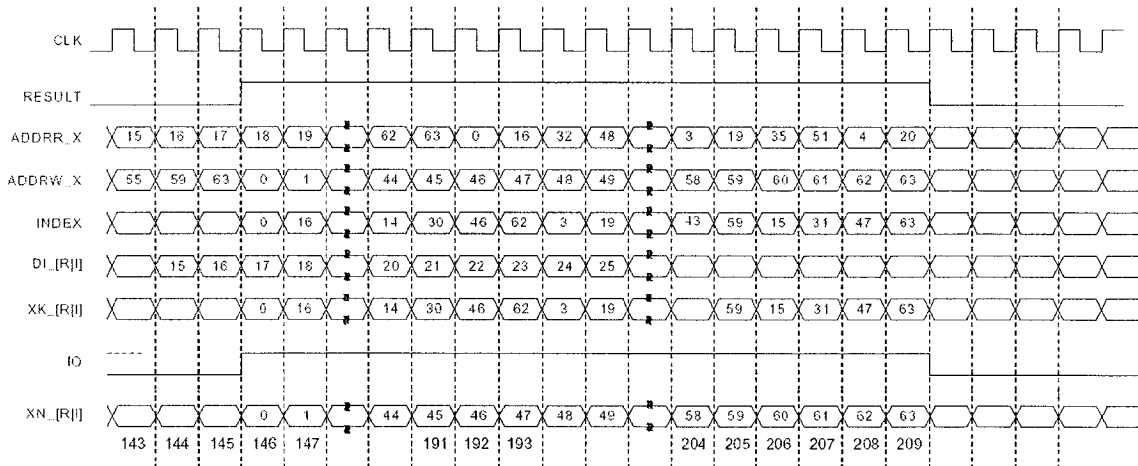 CLK
RESULT
ADDRR_X 15 16 17 18 19 62 63 0 16 32 48 3 19 35 51 4 20
ADDRW_X 55 59 63 0 1 44 45 46 47 48 49 58 59 60 61 62 63
INDEX 0 16 14 30 46 62 3 19 43 59 15 31 47 63
DI_[R|I] 15 16 17 18 20 21 22 23 24 25
XK_[R|I] 0 16 14 30 46 62 3 19 59 15 31 47 63
IO
XN_[R|I] 0 1 44 45 46 47 48 49 58 59 60 61 62 63
143 144 145 146 147 191 192 193 204 205 206 207 208 209